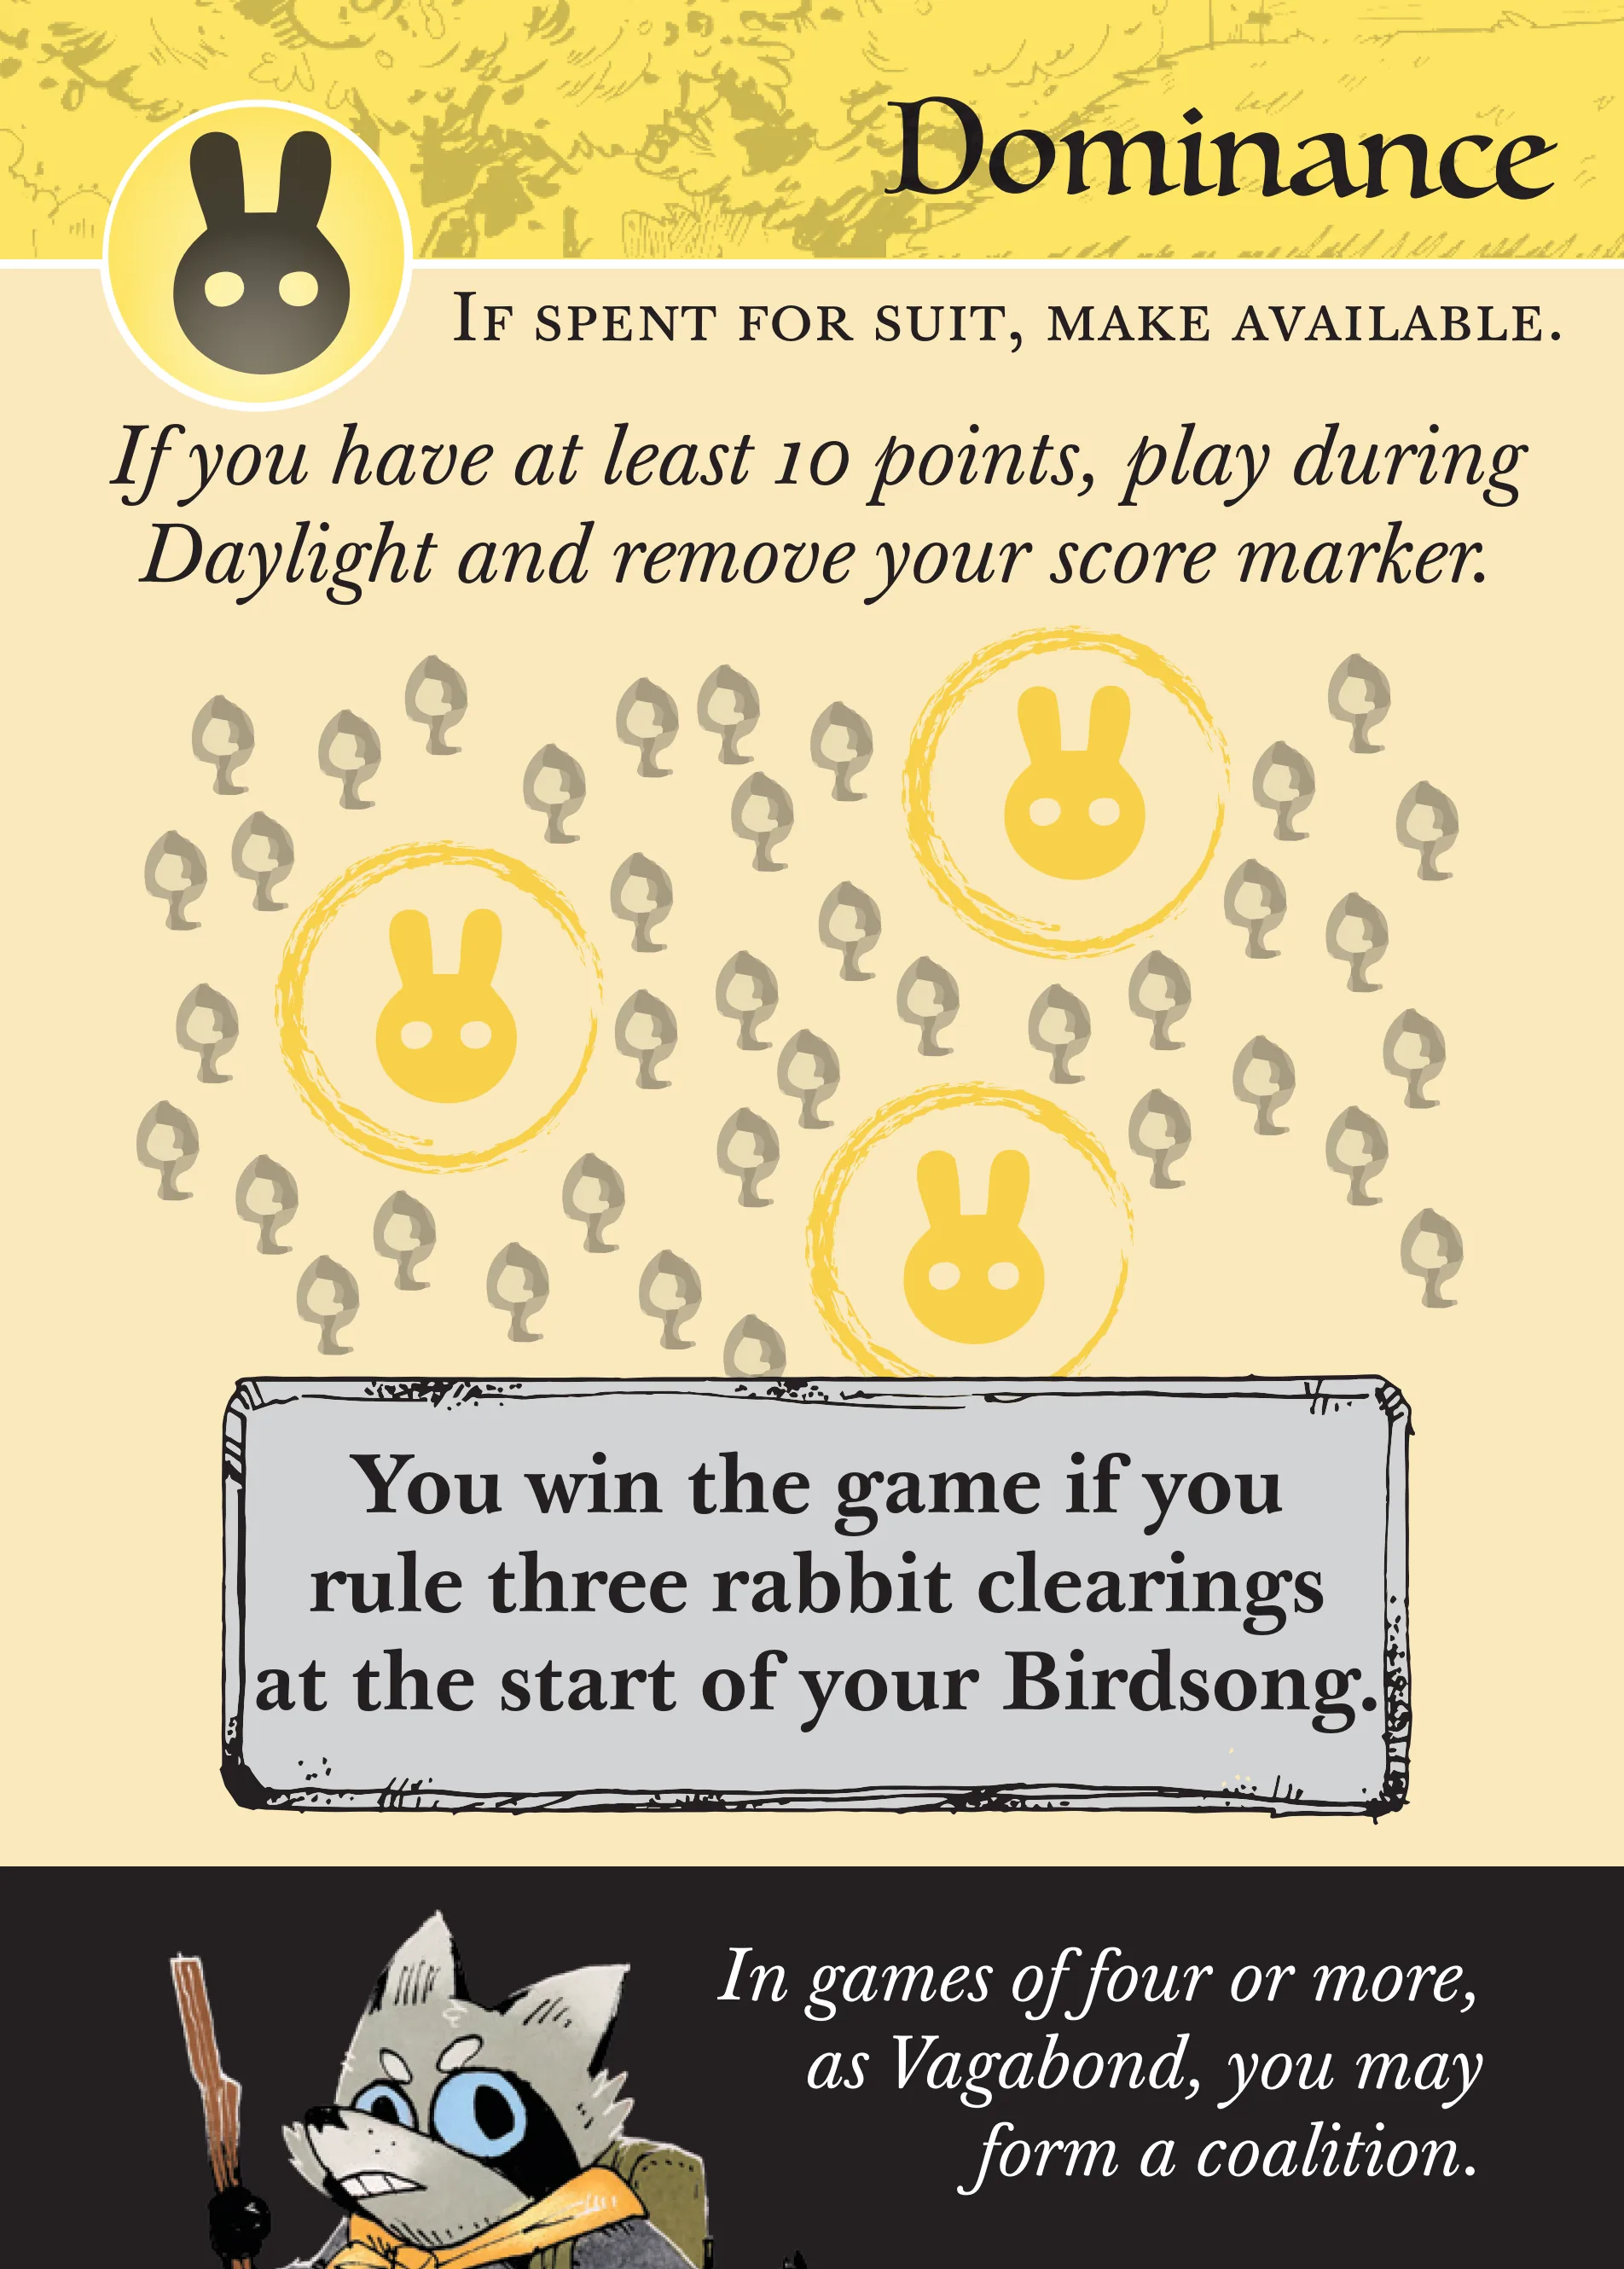 Dominance
If spent for suit, make available.
If you have at least 10 points, play during
Daylight and remove your score marker.
You win the game if you
rule three rabbit clearings
at the start of your Birdsong.
In games of four or more,
as Vagabond, you may
form a coalition.